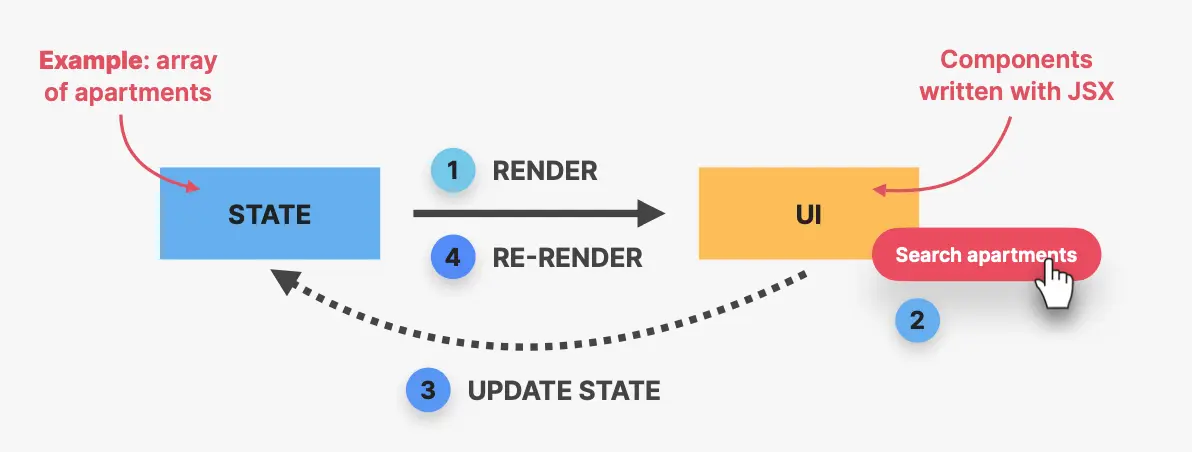 Example: array
of apartments
Components
written with JSX
1 RENDER
STATE
UI
4 RE-RENDER
Search apartments
2
3 UPDATE STATE